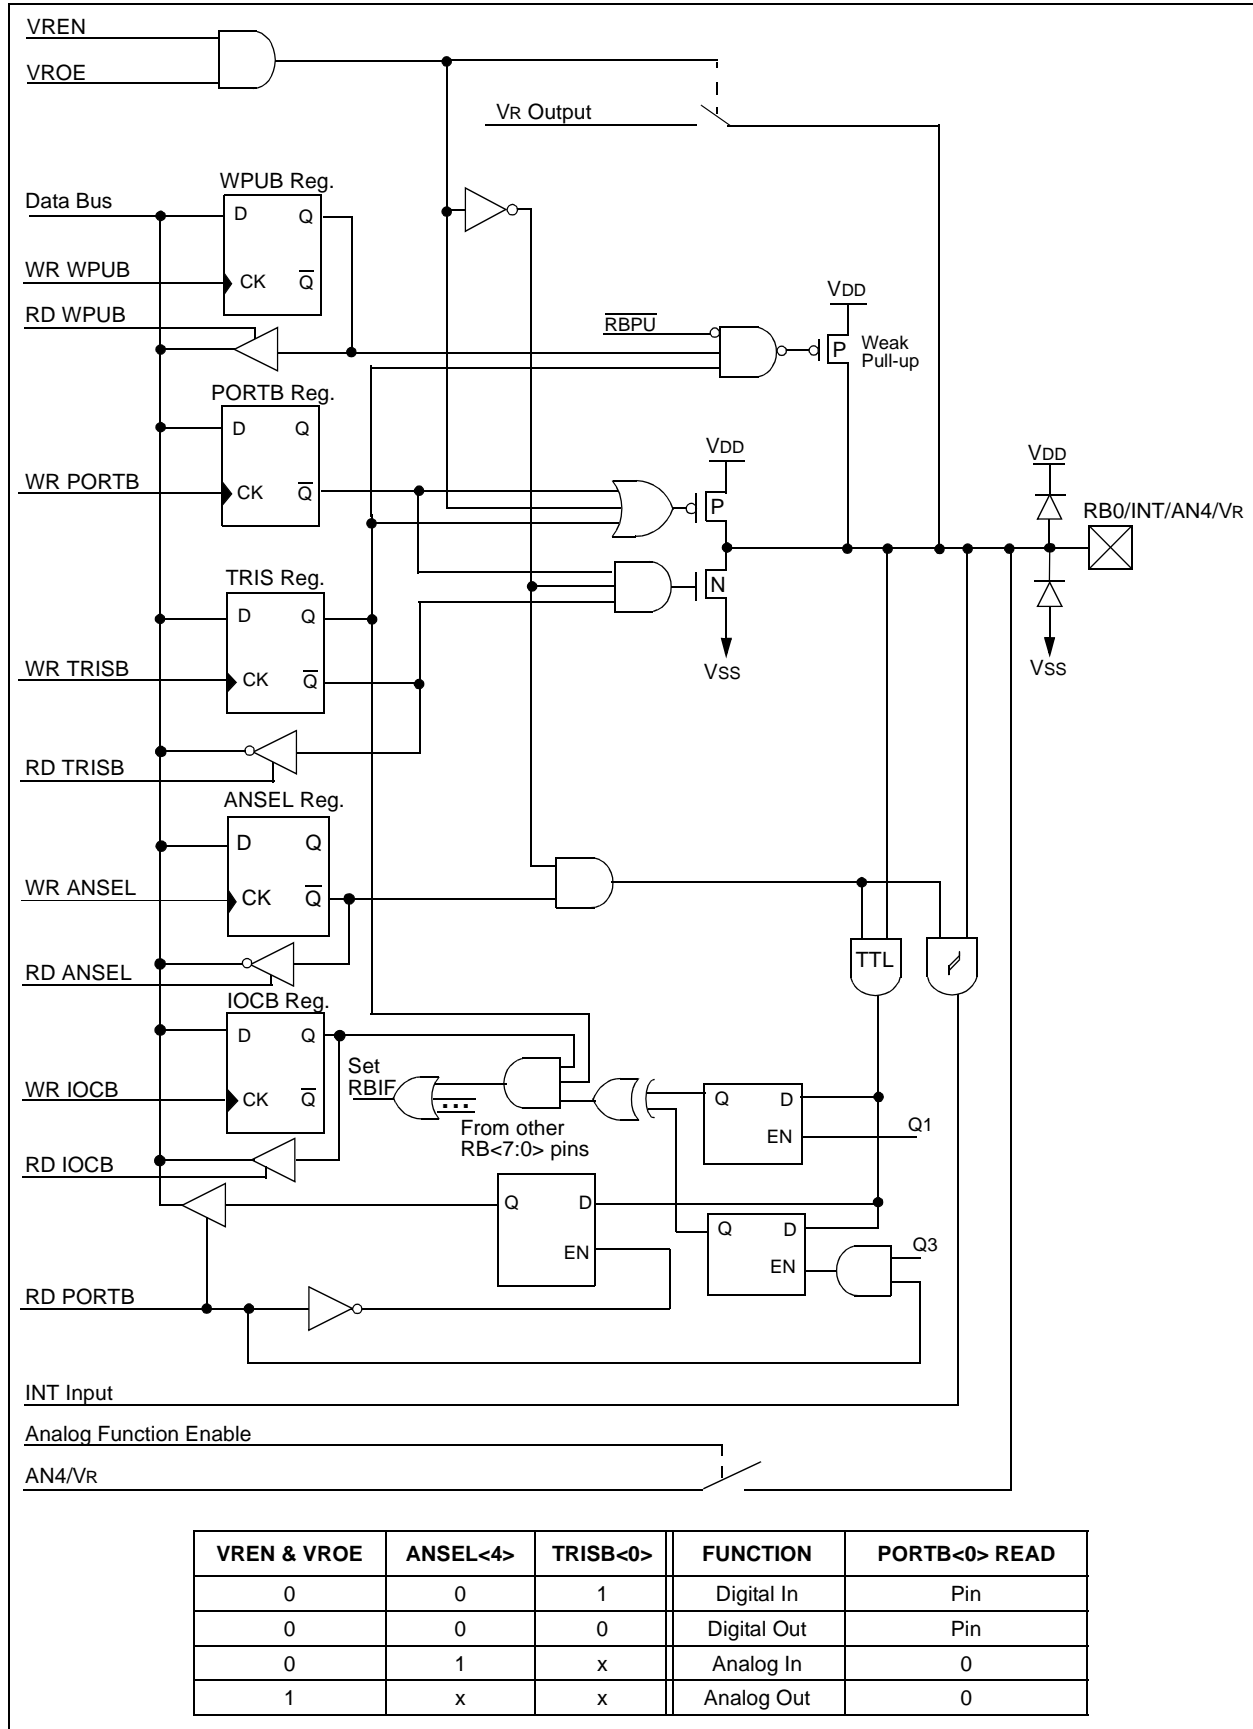 VREN
VROE
VR Output
WPUB Reg.
Data Bus
D Q
WR WPUB
CK Q
RD WPUB
RBPU
VDD
P
Weak
Pull-up
PORTB Reg.
D Q
WR PORTB
CK Q
VDD
P
VDD
RB0/INT/AN4/VR
TRIS Reg.
D Q
N
WR TRISB
CK Q
VSS
VSS
RD TRISB
ANSEL Reg.
D Q
WR ANSEL
CK Q
TTL
RD ANSEL
IOCB Reg.
D Q
Set
RBIF
WR IOCB
CK Q
From other
RB<7:0> pins
Q D
EN
Q1
RD IOCB
Q D
EN
Q D
EN
Q3
RD PORTB
INT Input
Analog Function Enable
AN4/VR
VREN & VROE ANSEL<4> TRISB<0> FUNCTION PORTB<0> READ
0 0 1 Digital In Pin
0 0 0 Digital Out Pin
0 1 x Analog In 0
1 x x Analog Out 0